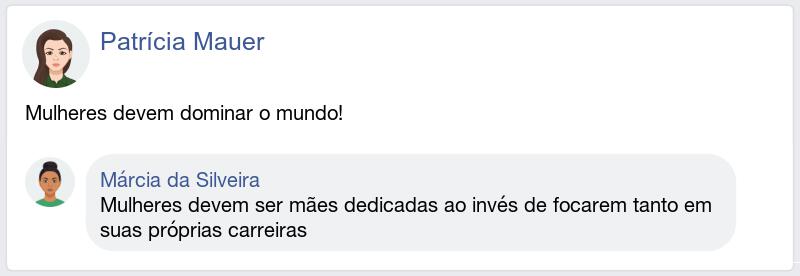 Patrícia Mauer
Mulheres devem dominar o mundo!
Márcia da Silveira
Mulheres devem ser mães dedicadas ao invés de focarem tanto em
suas próprias carreiras